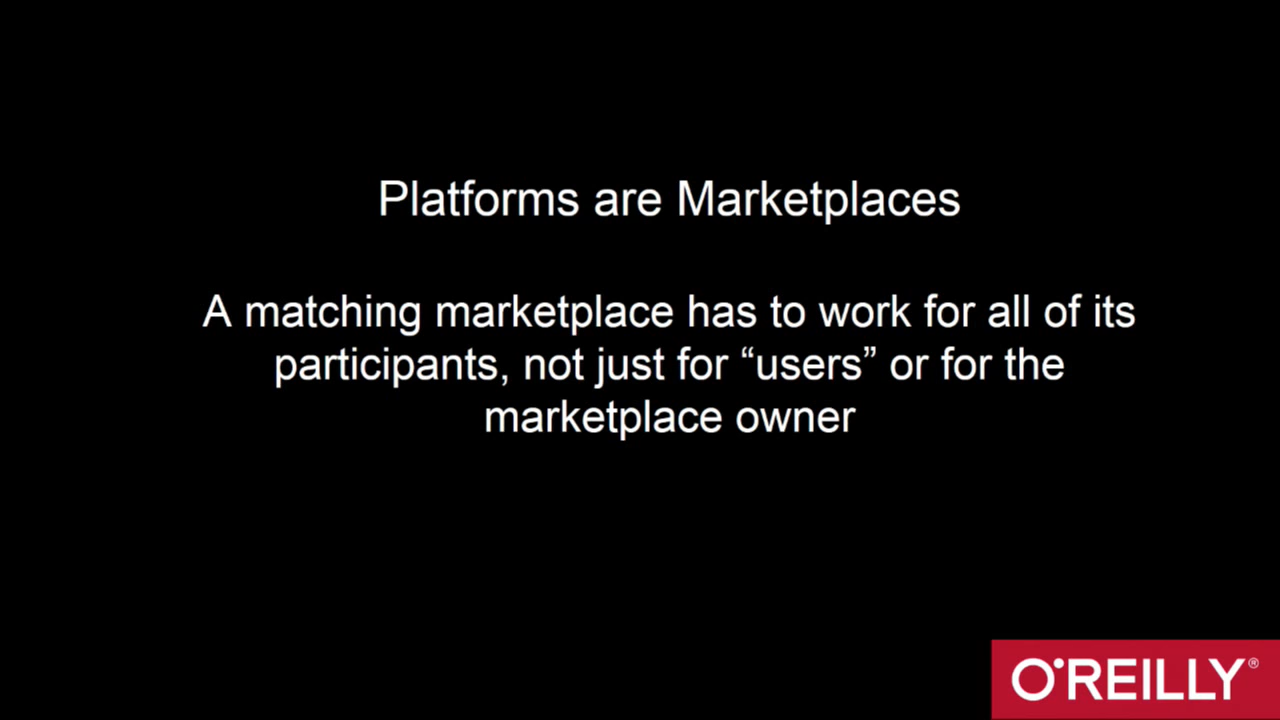 Platforms are Marketplaces
A matching marketplace has to work for all of its
participants, not just for “users” or for the
marketplace owner
O'REILLY®